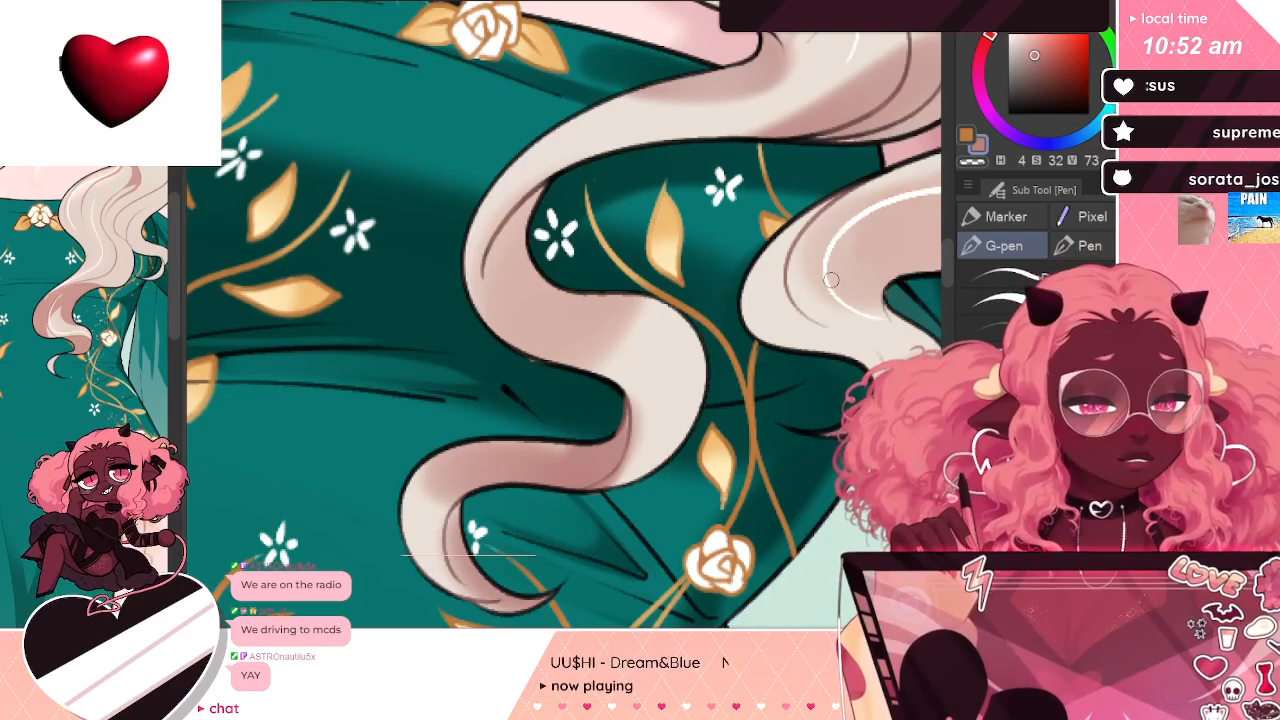 ▸ local time
10:52 am
:sus
supreme
sorata_jos
PAIN
H 4 S 32 V 73
Sub Tool [Pen]
Marker
Pixel
G-pen
Pen
We are on the radio
We driving to mcds
ASTROnautilu5x
YAY
▸ chat
UU$HI - Dream&Blue
▸ now playing
LOVE